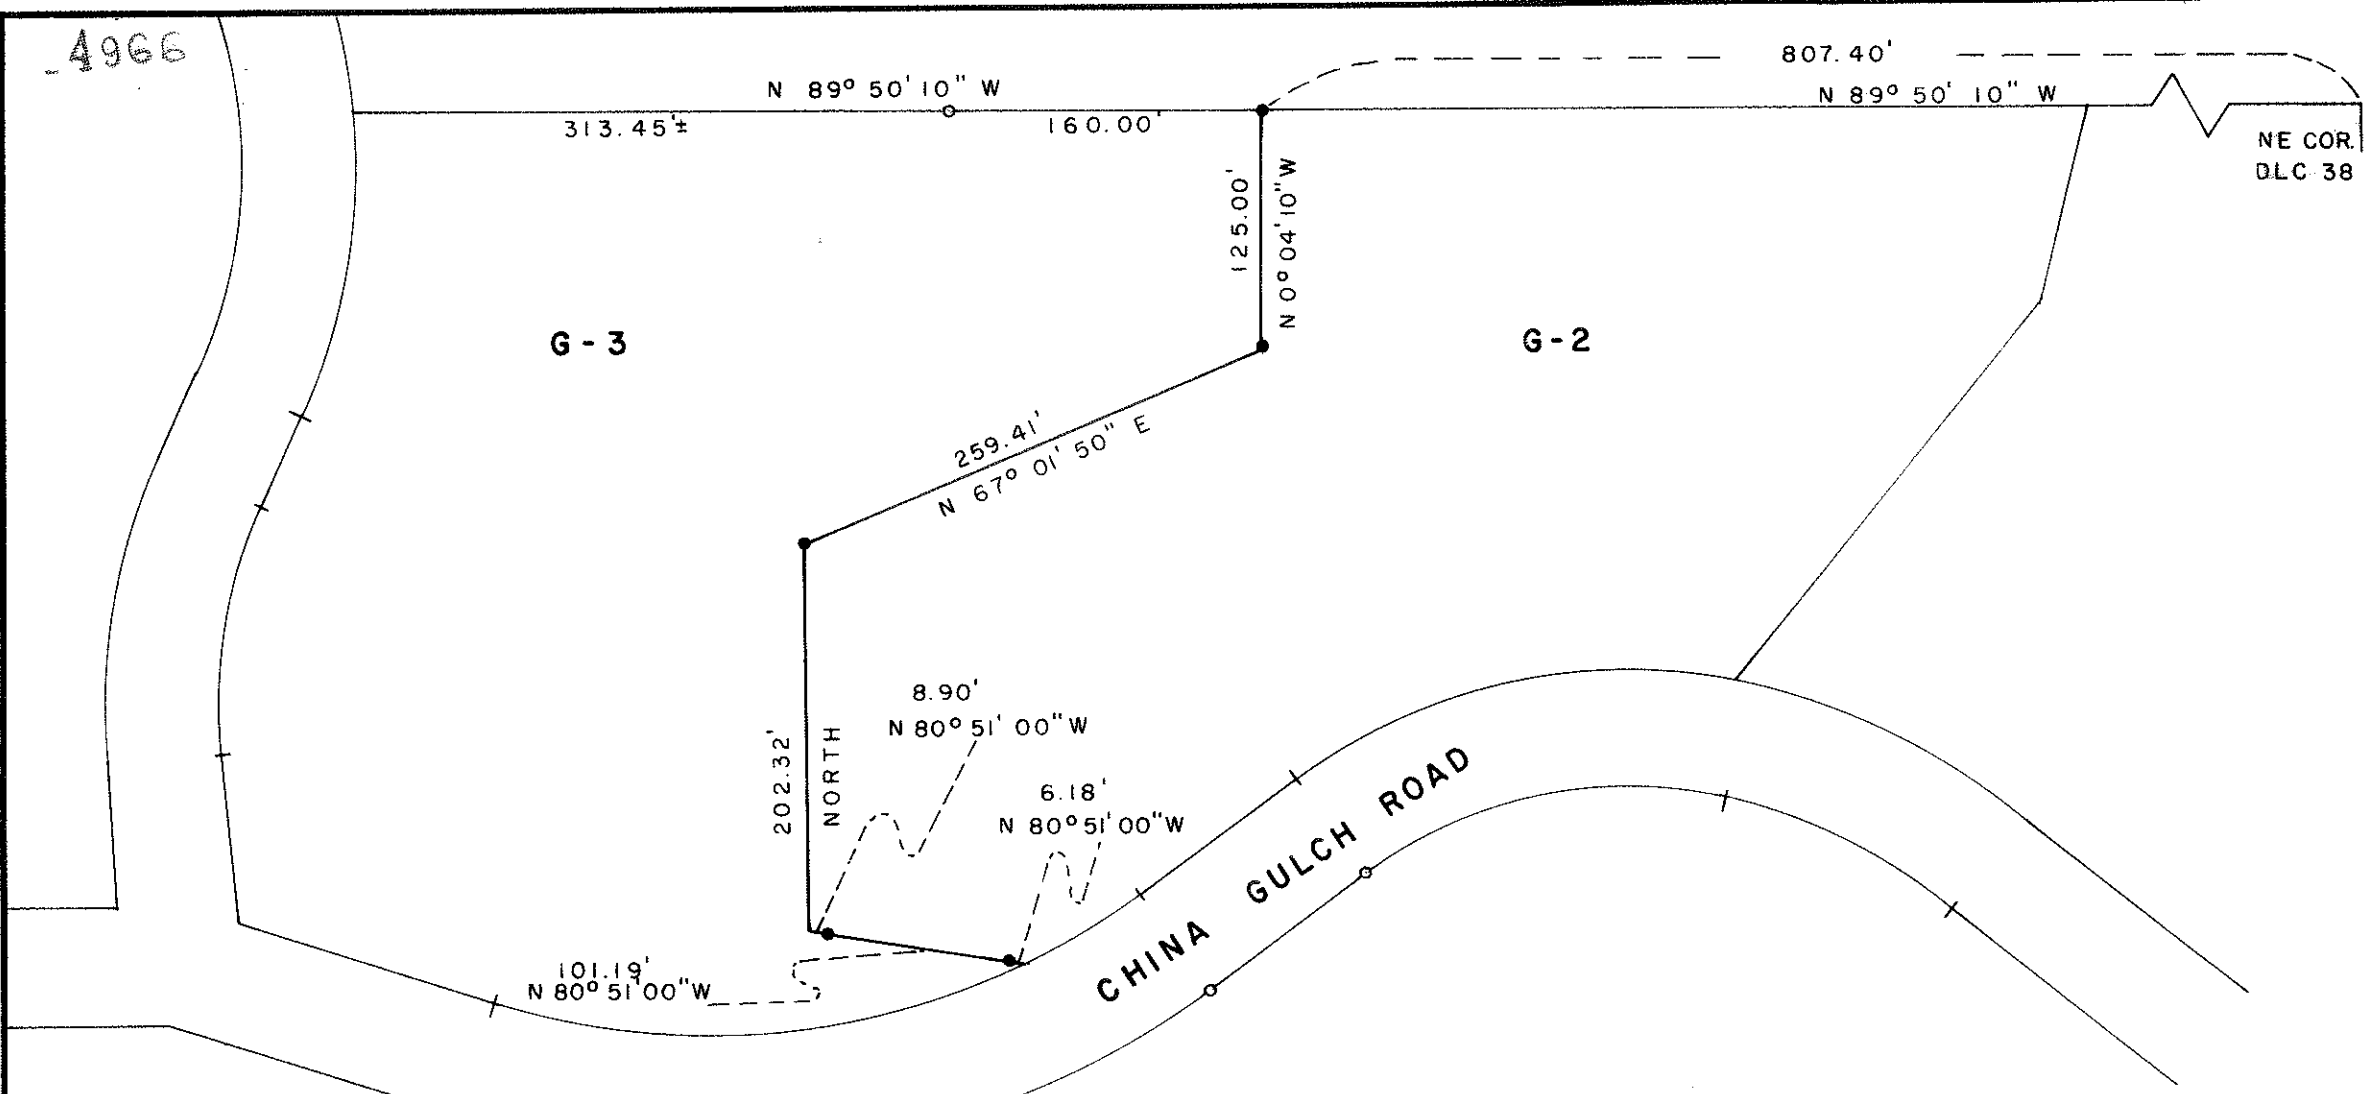 4966
807.40'
N 89° 50' 10" W
N 89° 50' 10" W
313.45'±
160.00'
NE COR.
DLC 38
125.00'
N 0° 04' 10" W
G - 3
G - 2
259.41'
N 67° 01' 50" E
8.90'
N 80° 51' 00" W
202.32'
NORTH
6.18'
N 80° 51' 00" W
CHINA GULCH ROAD
101.19'
N 80° 51' 00" W